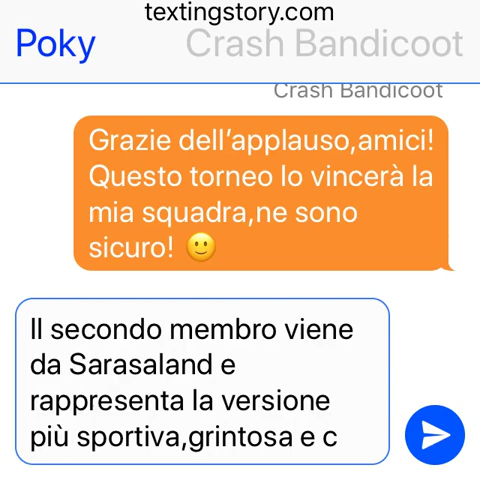 textingstory.com
Poky
Crash Bandicoot
Crash Bandicoot
Grazie dell’applauso,amici!
Questo torneo lo vincerà la
mia squadra,ne sono
sicuro! 🙂
Il secondo membro viene
da Sarasaland e
rappresenta la versione
più sportiva,grintosa e c